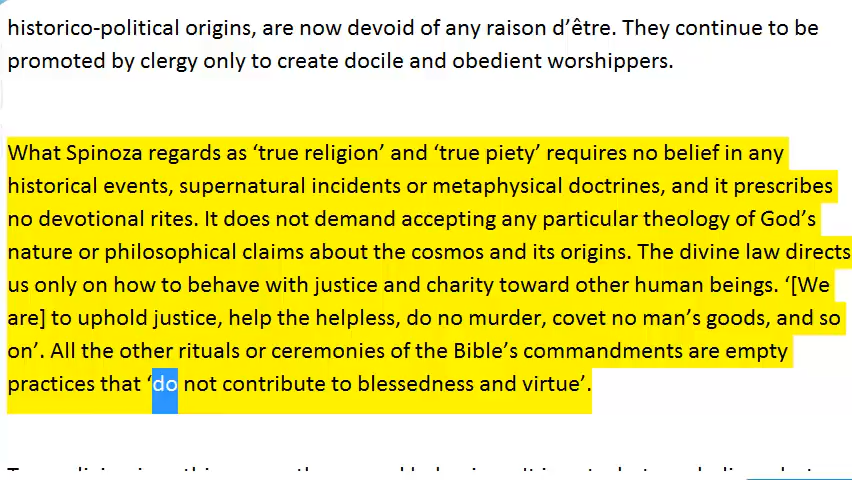 historico-political origins, are now devoid of any raison d’être. They continue to be
promoted by clergy only to create docile and obedient worshippers.
What Spinoza regards as ‘true religion’ and ‘true piety’ requires no belief in any
historical events, supernatural incidents or metaphysical doctrines, and it prescribes
no devotional rites. It does not demand accepting any particular theology of God’s
nature or philosophical claims about the cosmos and its origins. The divine law directs
us only on how to behave with justice and charity toward other human beings. ‘[We
are] to uphold justice, help the helpless, do no murder, covet no man’s goods, and so
on’. All the other rituals or ceremonies of the Bible’s commandments are empty
practices that ‘do not contribute to blessedness and virtue’.